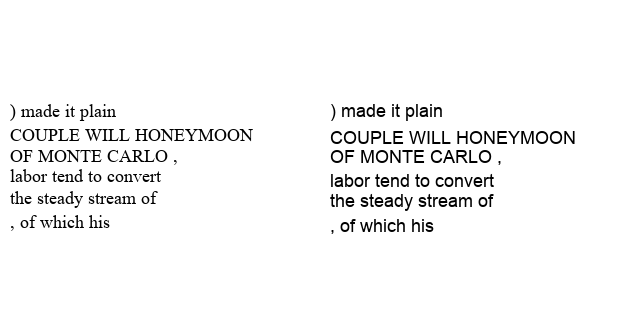 ) made it plain
COUPLE WILL HONEYMOON
OF MONTE CARLO ,
labor tend to convert
the steady stream of
, of which his
) made it plain
COUPLE WILL HONEYMOON
OF MONTE CARLO ,
labor tend to convert
the steady stream of
, of which his